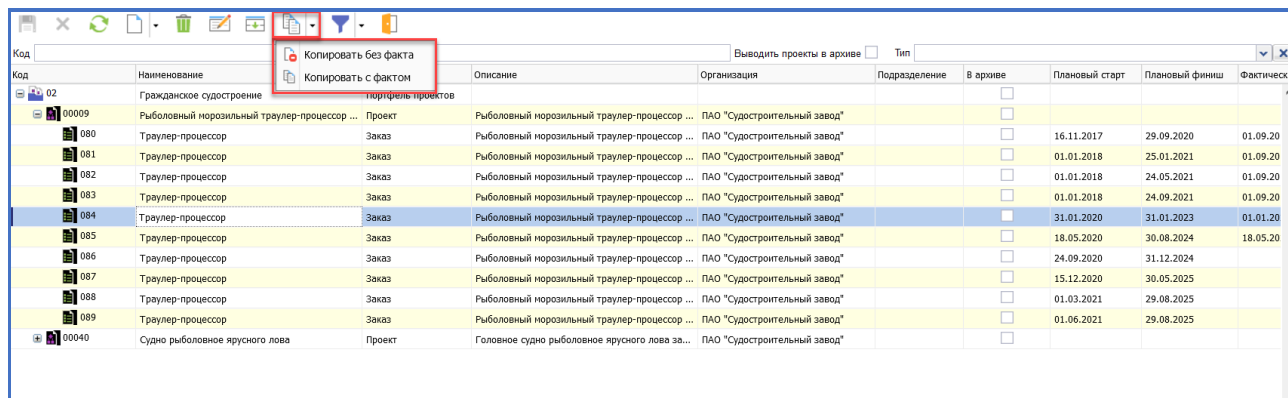 Код Выводить проекты в архиве Тип
Копировать без факта
Копировать с фактом
Код Наименование Описание Организация Подразделение В архиве Плановый старт Плановый финиш Фактическ
02 Гражданское судостроение Портфель проектов
00009 Рыболовный морозильный траулер-процессор ... Проект Рыболовный морозильный траулер-процессор ... ПАО "Судостроительный завод"
080 Траулер-процессор Заказ Рыболовный морозильный траулер-процессор ... ПАО "Судостроительный завод" 16.11.2017 29.09.2020 01.09.20
081 Траулер-процессор Заказ Рыболовный морозильный траулер-процессор ... ПАО "Судостроительный завод" 01.01.2018 25.01.2021 01.09.20
082 Траулер-процессор Заказ Рыболовный морозильный траулер-процессор ... ПАО "Судостроительный завод" 01.01.2018 24.05.2021 01.09.20
083 Траулер-процессор Заказ Рыболовный морозильный траулер-процессор ... ПАО "Судостроительный завод" 01.01.2018 24.09.2021 01.09.20
084 Траулер-процессор Заказ Рыболовный морозильный траулер-процессор ... ПАО "Судостроительный завод" 31.01.2020 31.01.2023 01.01.20
085 Траулер-процессор Заказ Рыболовный морозильный траулер-процессор ... ПАО "Судостроительный завод" 18.05.2020 30.08.2024 18.05.20
086 Траулер-процессор Заказ Рыболовный морозильный траулер-процессор ... ПАО "Судостроительный завод" 24.09.2020 31.12.2024
087 Траулер-процессор Заказ Рыболовный морозильный траулер-процессор ... ПАО "Судостроительный завод" 15.12.2020 30.05.2025
088 Траулер-процессор Заказ Рыболовный морозильный траулер-процессор ... ПАО "Судостроительный завод" 01.03.2021 29.08.2025
089 Траулер-процессор Заказ Рыболовный морозильный траулер-процессор ... ПАО "Судостроительный завод" 01.06.2021 29.08.2025
00040 Судно рыболовное ярусного лова Проект Головное судно рыболовное ярусного лова за... ПАО "Судостроительный завод"